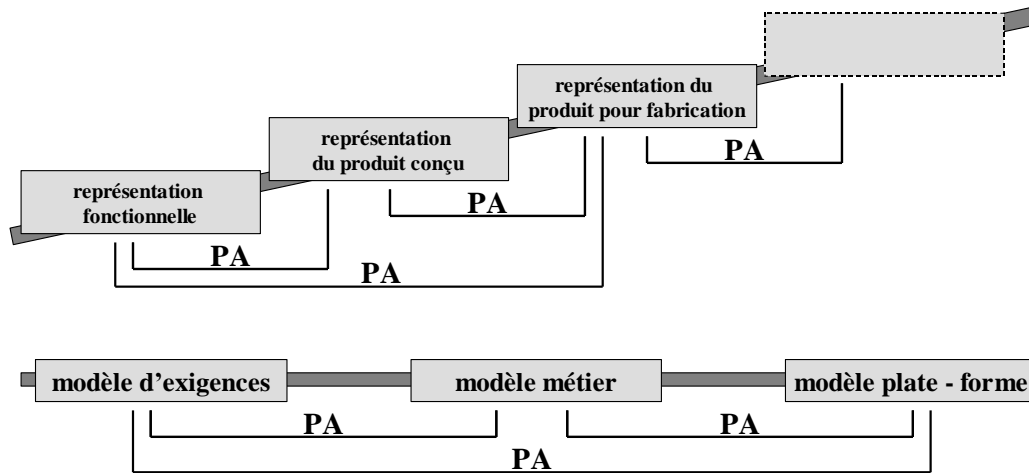 représentation du
produit pour fabrication
représentation
du produit conçu
PA
représentation
fonctionnelle
PA
PA
PA
modèle d'exigences
modèle métier
modèle plate - forme
PA
PA
PA